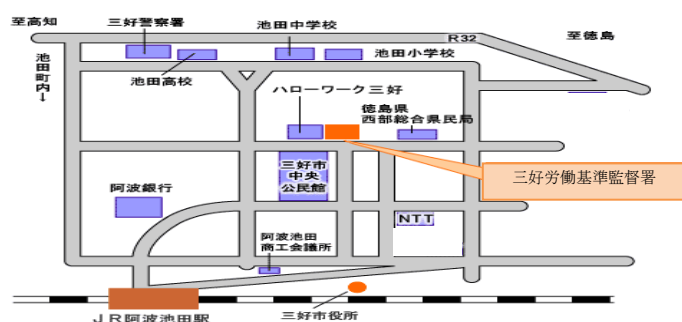 至高知
三好警察署
池田中学校
R32
至徳島
池田小学校
池田高校
池田町内↓
ハローワーク三好
徳島県
西部総合県民局
三好労働基準監督署
三好市
中央
公民館
阿波銀行
NTT
阿波池田
商工会議所
三好市役所
JR阿波池田駅